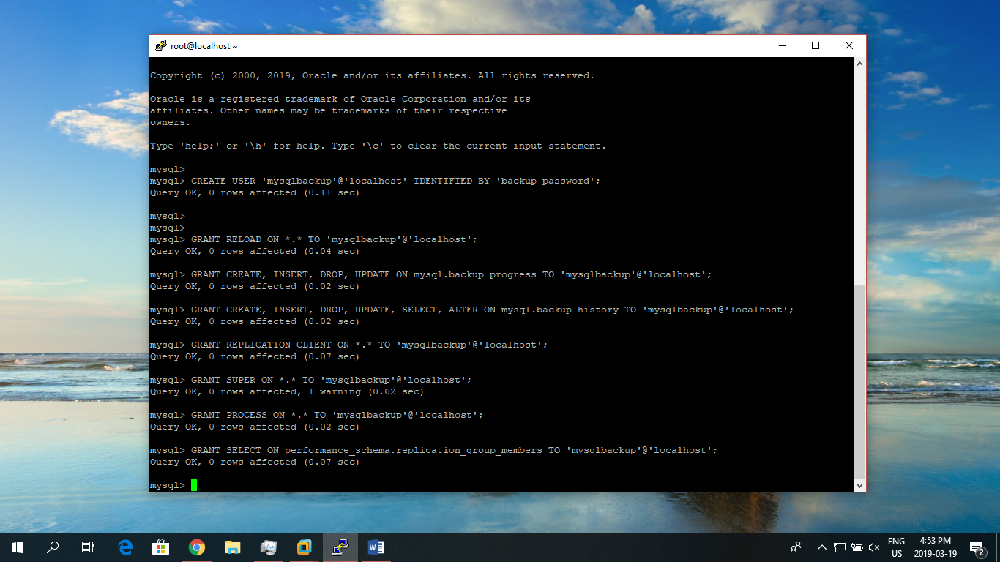 root@localhost:~
Copyright (c) 2000, 2019, Oracle and/or its affiliates. All rights reserved.
Oracle is a registered trademark of Oracle Corporation and/or its
affiliates. Other names may be trademarks of their respective
owners.
Type 'help;' or '\h' for help. Type '\c' to clear the current input statement.
mysql>
mysql> CREATE USER 'mysqlbackup'@'localhost' IDENTIFIED BY 'backup-password';
Query OK, 0 rows affected (0.11 sec)
mysql>
mysql>
mysql> GRANT RELOAD ON *.* TO 'mysqlbackup'@'localhost';
Query OK, 0 rows affected (0.04 sec)
mysql> GRANT CREATE, INSERT, DROP, UPDATE ON mysql.backup_progress TO 'mysqlbackup'@'localhost';
Query OK, 0 rows affected (0.02 sec)
mysql> GRANT CREATE, INSERT, DROP, UPDATE, SELECT, ALTER ON mysql.backup_history TO 'mysqlbackup'@'localhost';
Query OK, 0 rows affected (0.02 sec)
mysql> GRANT REPLICATION CLIENT ON *.* TO 'mysqlbackup'@'localhost';
Query OK, 0 rows affected (0.07 sec)
mysql> GRANT SUPER ON *.* TO 'mysqlbackup'@'localhost';
Query OK, 0 rows affected, 1 warning (0.02 sec)
mysql> GRANT PROCESS ON *.* TO 'mysqlbackup'@'localhost';
Query OK, 0 rows affected (0.02 sec)
mysql> GRANT SELECT ON performance_schema.replication_group_members TO 'mysqlbackup'@'localhost';
Query OK, 0 rows affected (0.07 sec)
mysql>
ENG
US
4:53 PM
2019-03-19
2